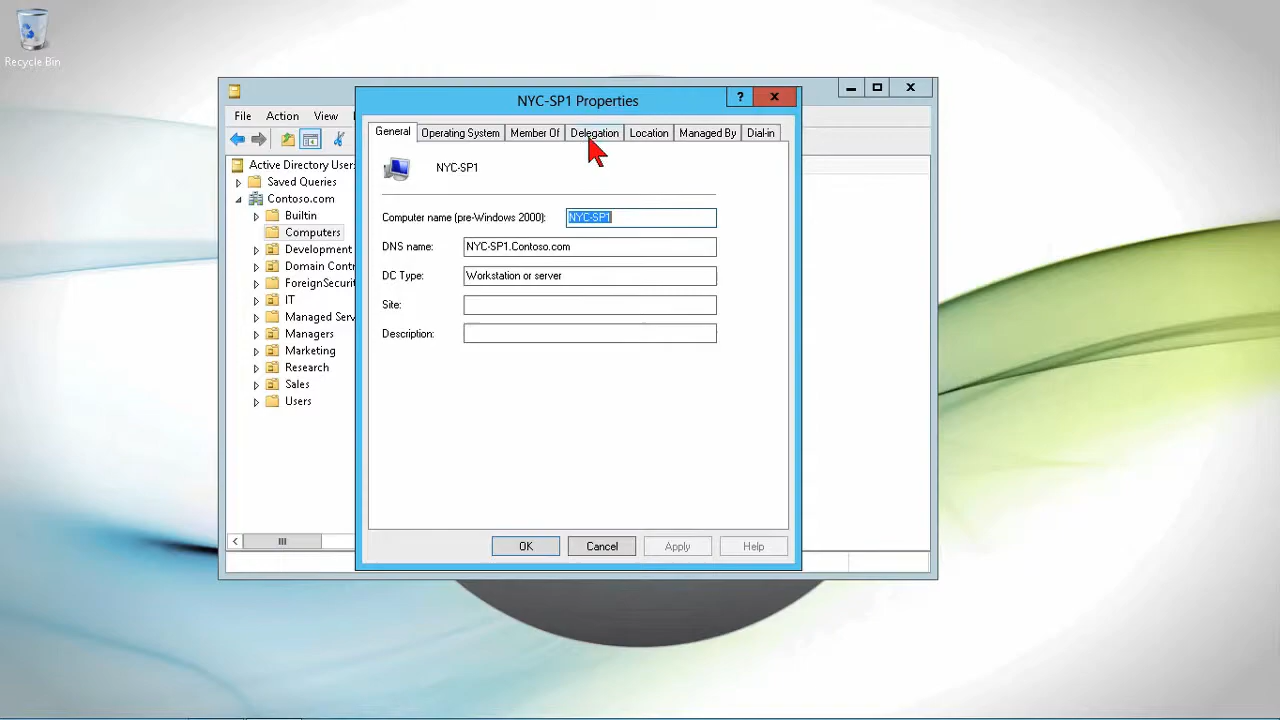 Recycle Bin
NYC-SP1 Properties
?
File Action View
General Operating System Member Of Delegation Location Managed By Dial-in
Active Directory User
Saved Queries
Contoso.com
Builtin
Computers
Development
Domain Contr
ForeignSecurit
IT
Managed Serv
Managers
Marketing
Research
Sales
Users
NYC-SP1
Computer name (pre-Windows 2000): NYC-SP1
DNS name: NYC-SP1.Contoso.com
DC Type: Workstation or server
Site:
Description:
OK Cancel Apply Help